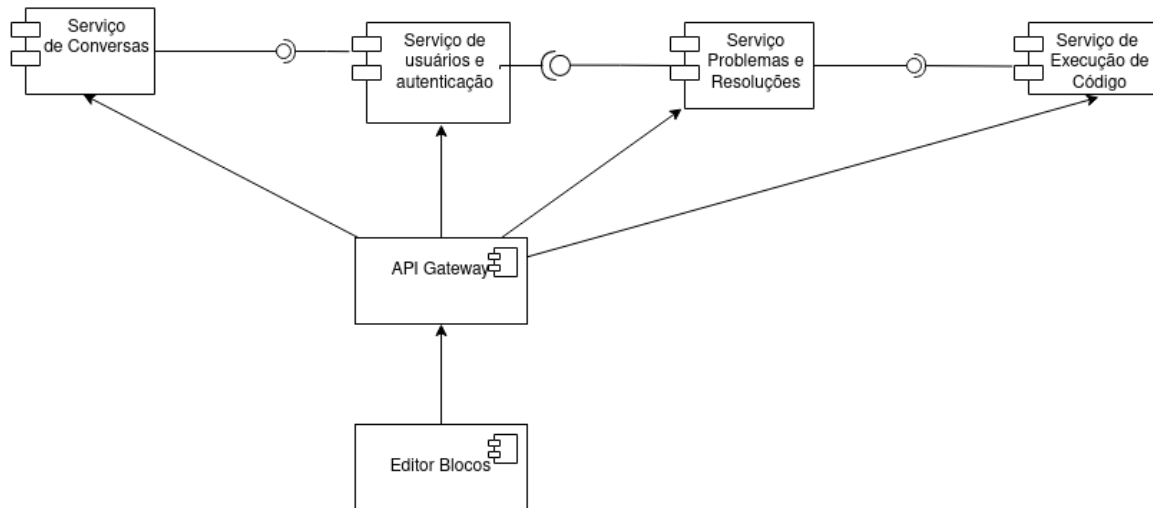 Serviço
de Conversas
Serviço de
usuários e
autenticação
Serviço
Problemas e
Resoluções
Serviço de
Execução de
Código
API Gateway
Editor Blocos